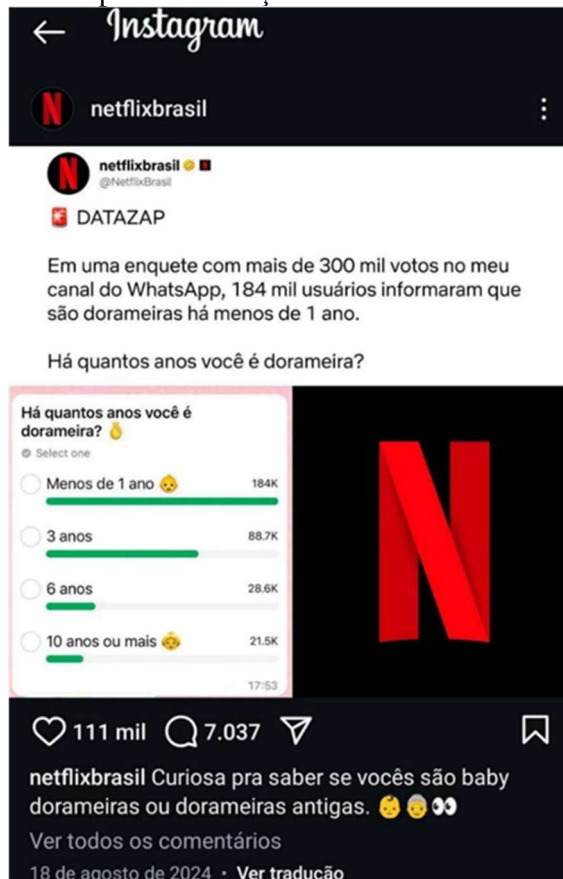 Instagram
netflixbrasil
netflixbrasil
@NetflixBrasil
🚨 DATAZAP
Em uma enquete com mais de 300 mil votos no meu
canal do WhatsApp, 184 mil usuários informaram que
são dorameiras há menos de 1 ano.
Há quantos anos você é dorameira?
Há quantos anos você é
dorameira? 🫰
Select one
Menos de 1 ano 👶 184K
3 anos 88.7K
6 anos 28.6K
10 anos ou mais 👵 21.5K
17:53
111 mil 7.037
netflixbrasil Curiosa pra saber se vocês são baby
dorameiras ou dorameiras antigas. 👶👵👀
Ver todos os comentários
18 de agosto de 2024 · Ver tradução